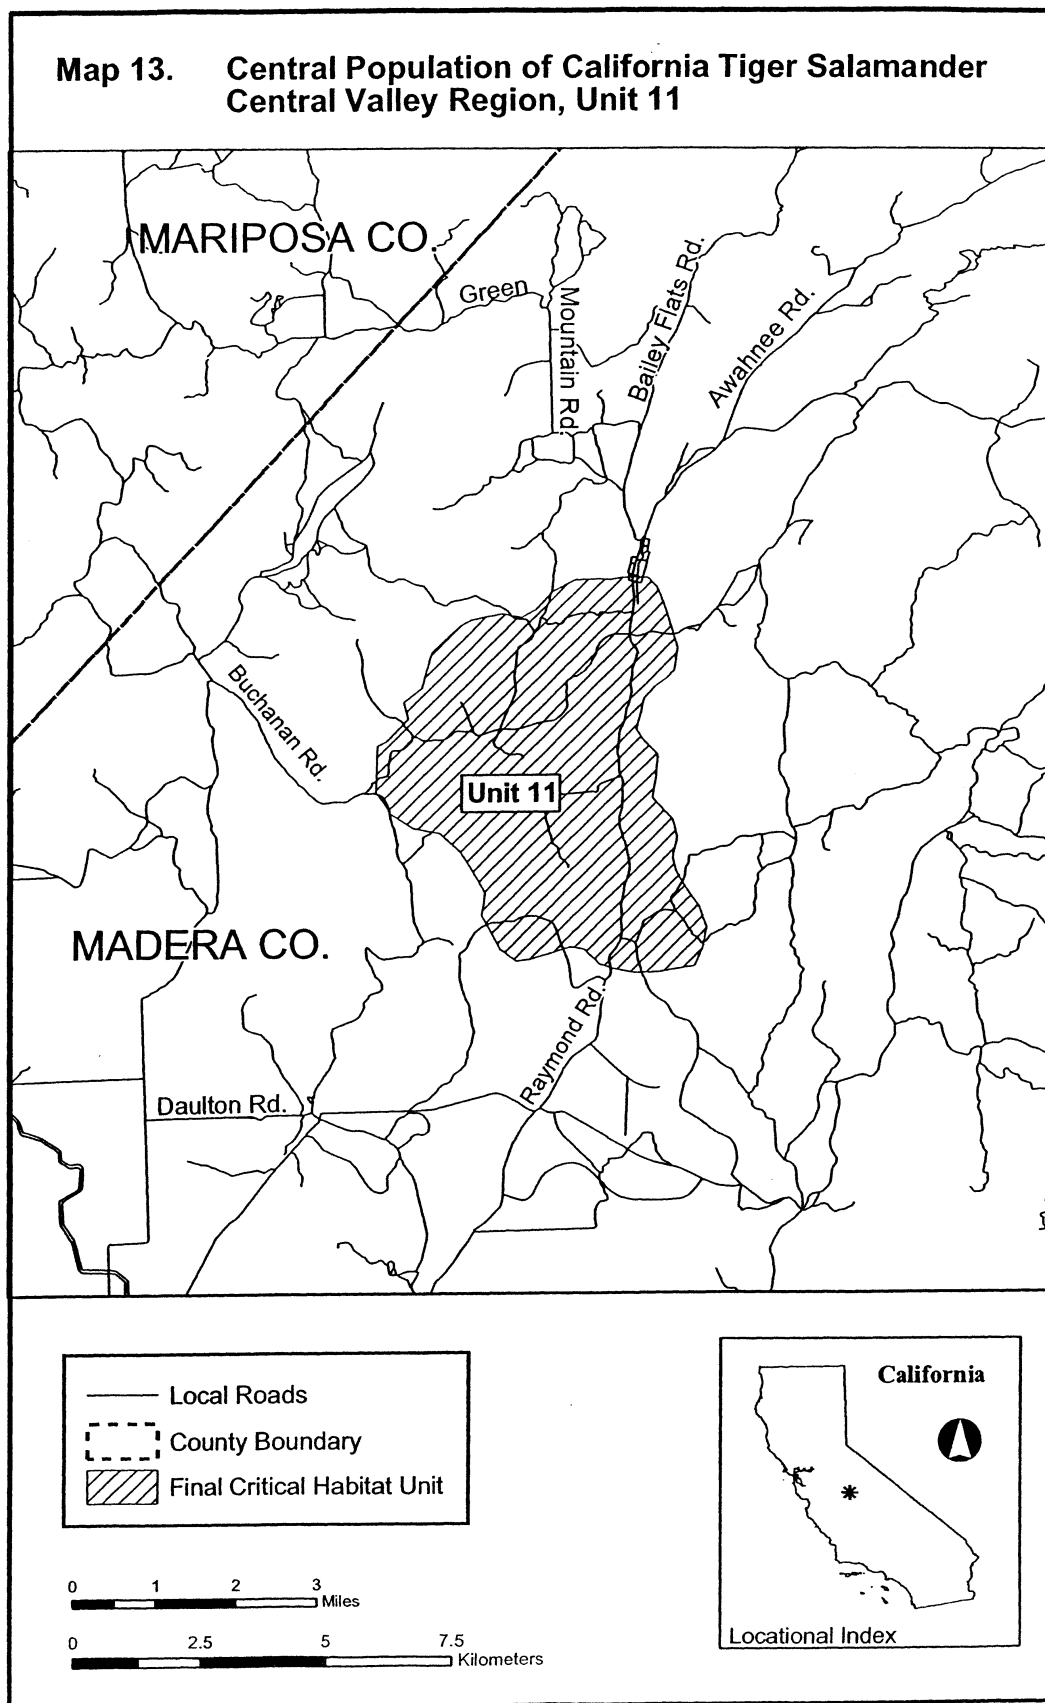 Map 13. Central Population of California Tiger Salamander
Central Valley Region, Unit 11
MARIPOSA CO.
Green
Mountain Rd.
Bailey Flats Rd.
Awahnee Rd.
Buchanan Rd.
Unit 11
MADERA CO.
Raymond Rd.
Daulton Rd.
Local Roads
County Boundary
Final Critical Habitat Unit
0 1 2 3
Miles
0 2.5 5 7.5
Kilometers
California
Locational Index